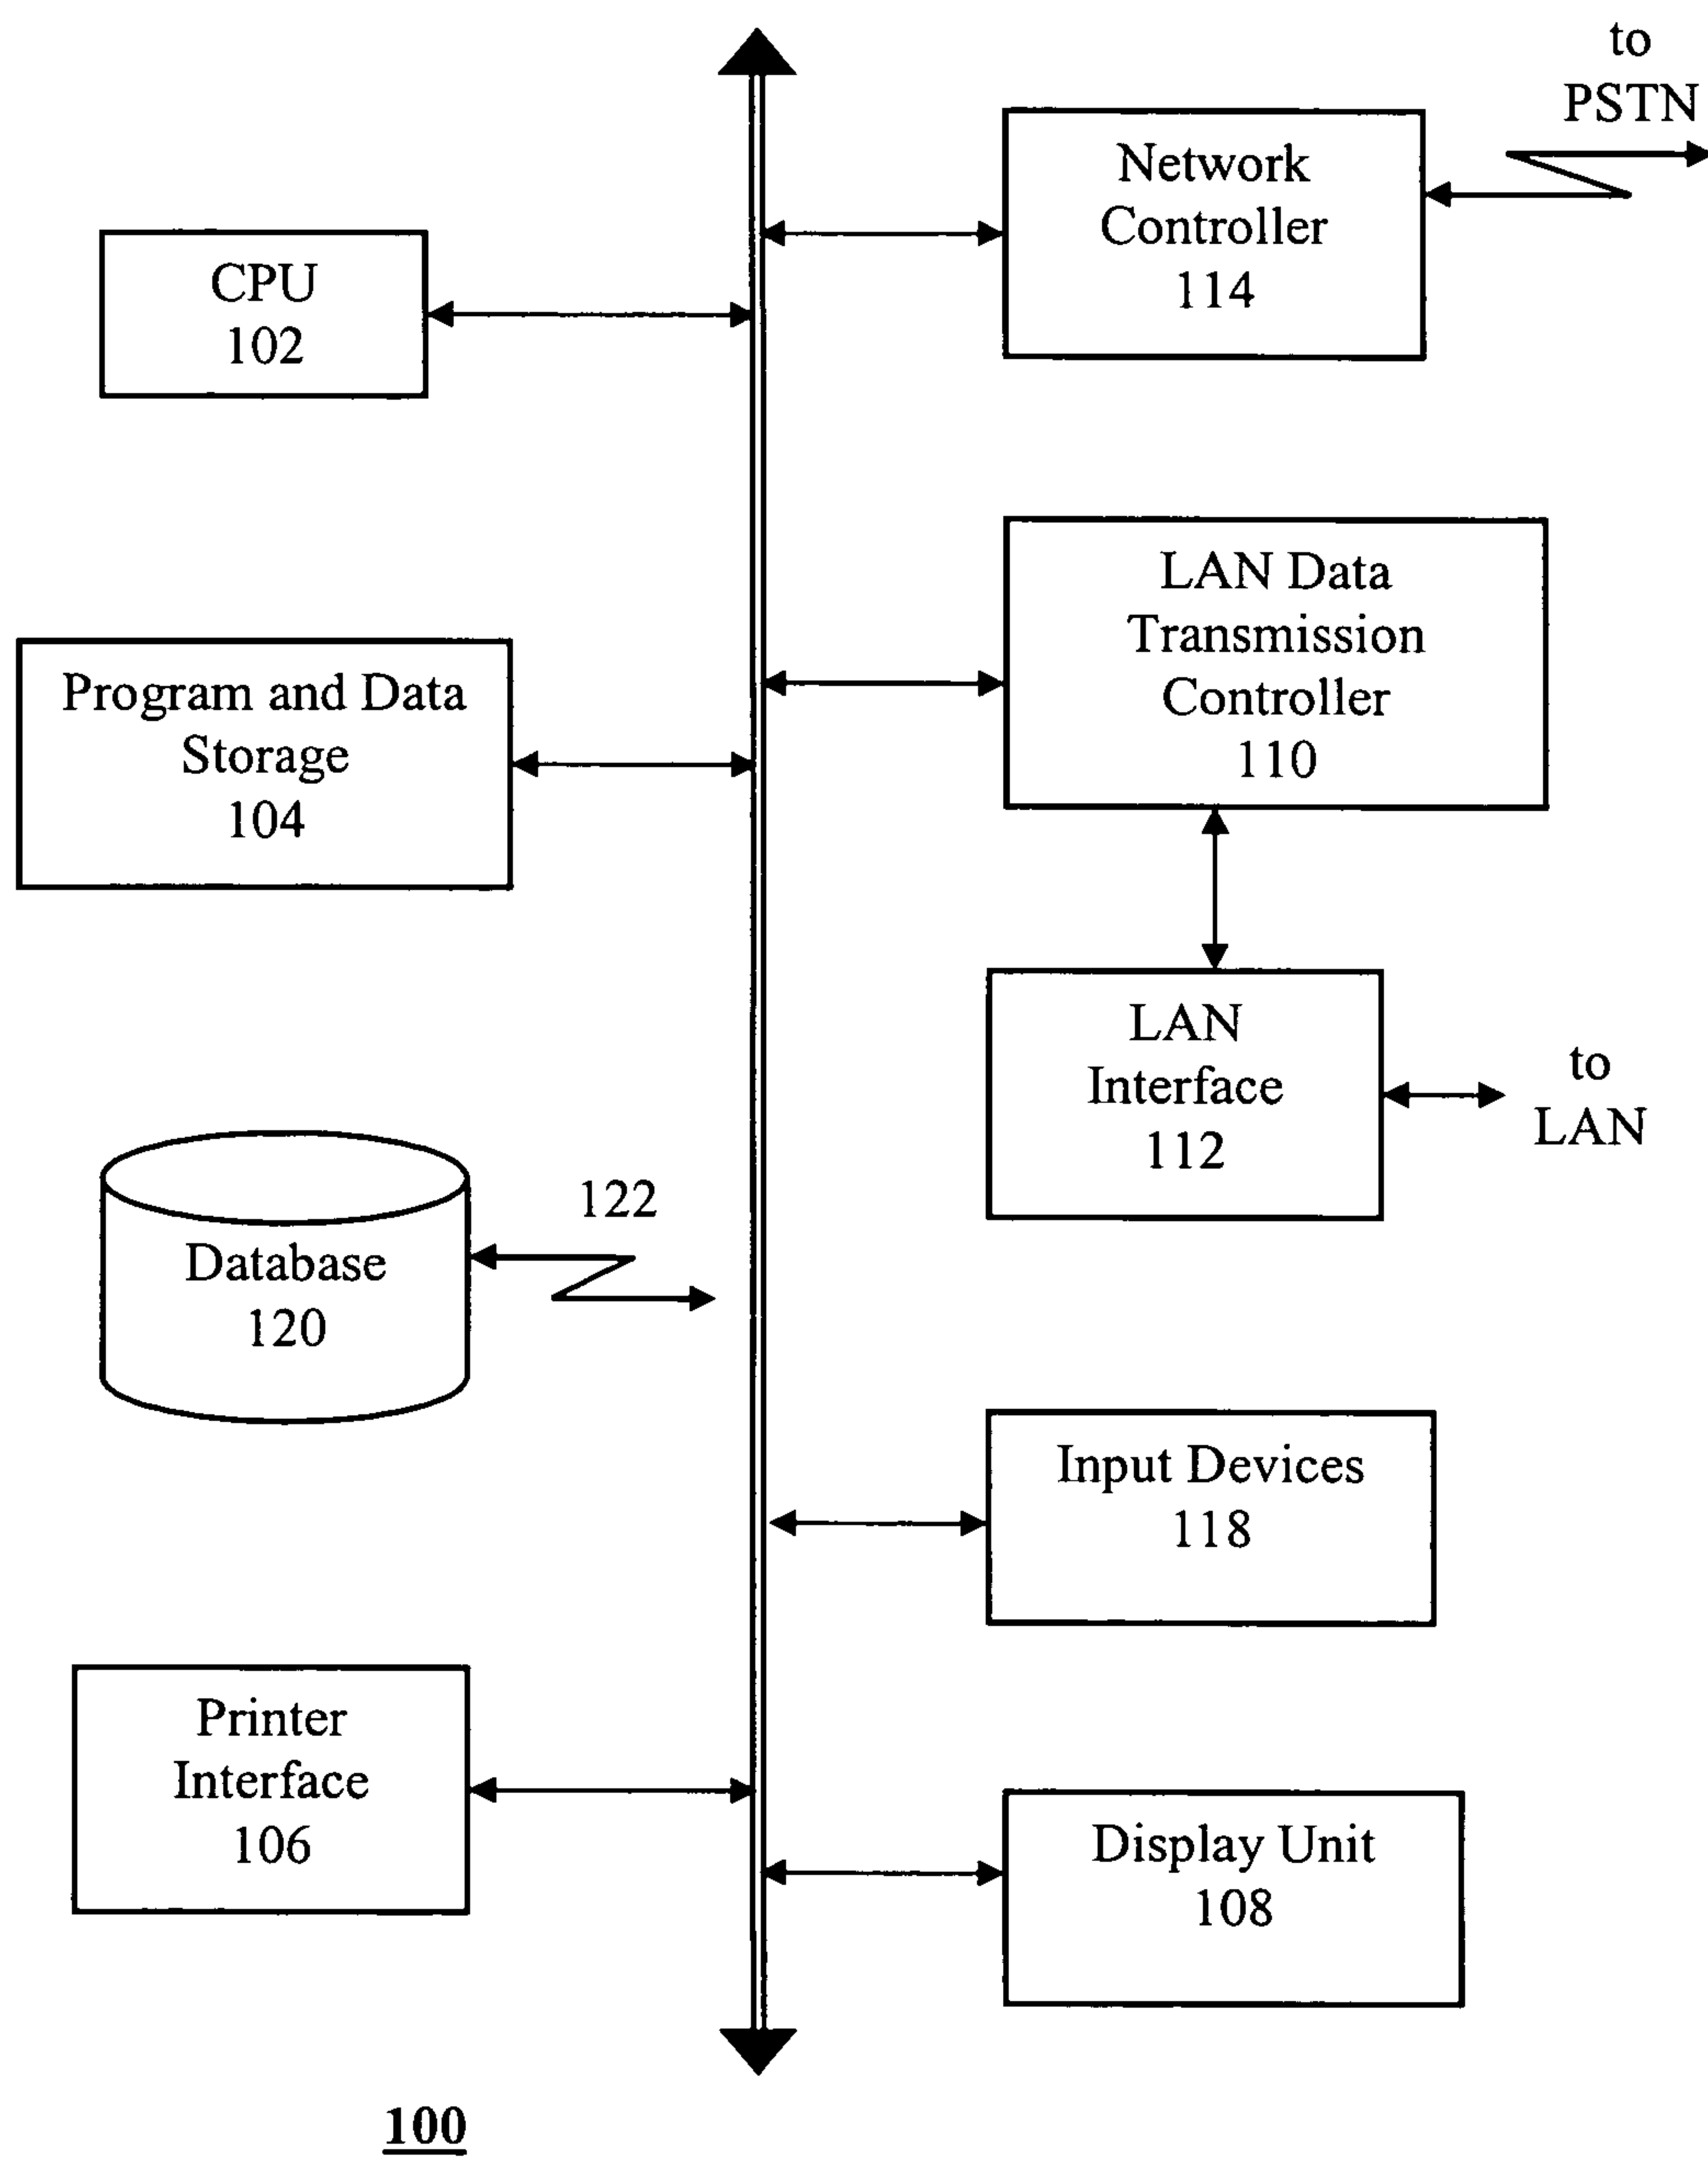 to
PSTN
Network
Controller
114
CPU
102
LAN Data
Transmission
Controller
110
Program and Data
Storage
104
LAN
Interface
112
to
LAN
122
Database
120
Input Devices
118
Printer
Interface
106
Display Unit
108
100